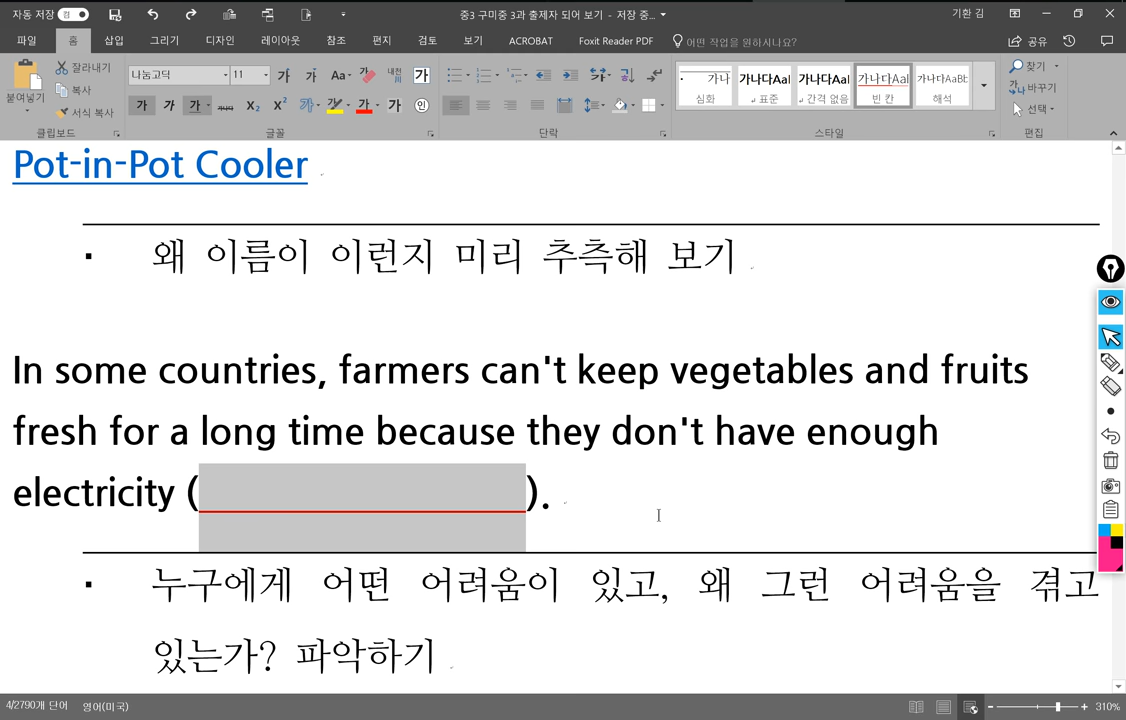 자동 저장 컴
중3 구미중 3과 출제자 되어 보기 - 저장 중...
기환 김
파일 홈 삽입 그리기 디자인 레이아웃 참조 편지 검토 보기 ACROBAT Foxit Reader PDF 어떤 작업을 원하시나요? 공유
붙여넣기
잘라내기
복사
서식 복사
클립보드
나눔고딕 11
글꼴
단락
가나
심화
가나다Aal
표준
가나다Aal
간격 없음
가나다Aal
빈 칸
가나다AaBb
해석
스타일
찾기
바꾸기
선택
편집
Pot-in-Pot Cooler
왜 이름이 이런지 미리 추측해 보기
In some countries, farmers can't keep vegetables and fruits
fresh for a long time because they don't have enough
electricity ( ).
누구에게 어떤 어려움이 있고, 왜 그런 어려움을 겪고
있는가? 파악하기
4/2790개 단어 영어(미국)
310%